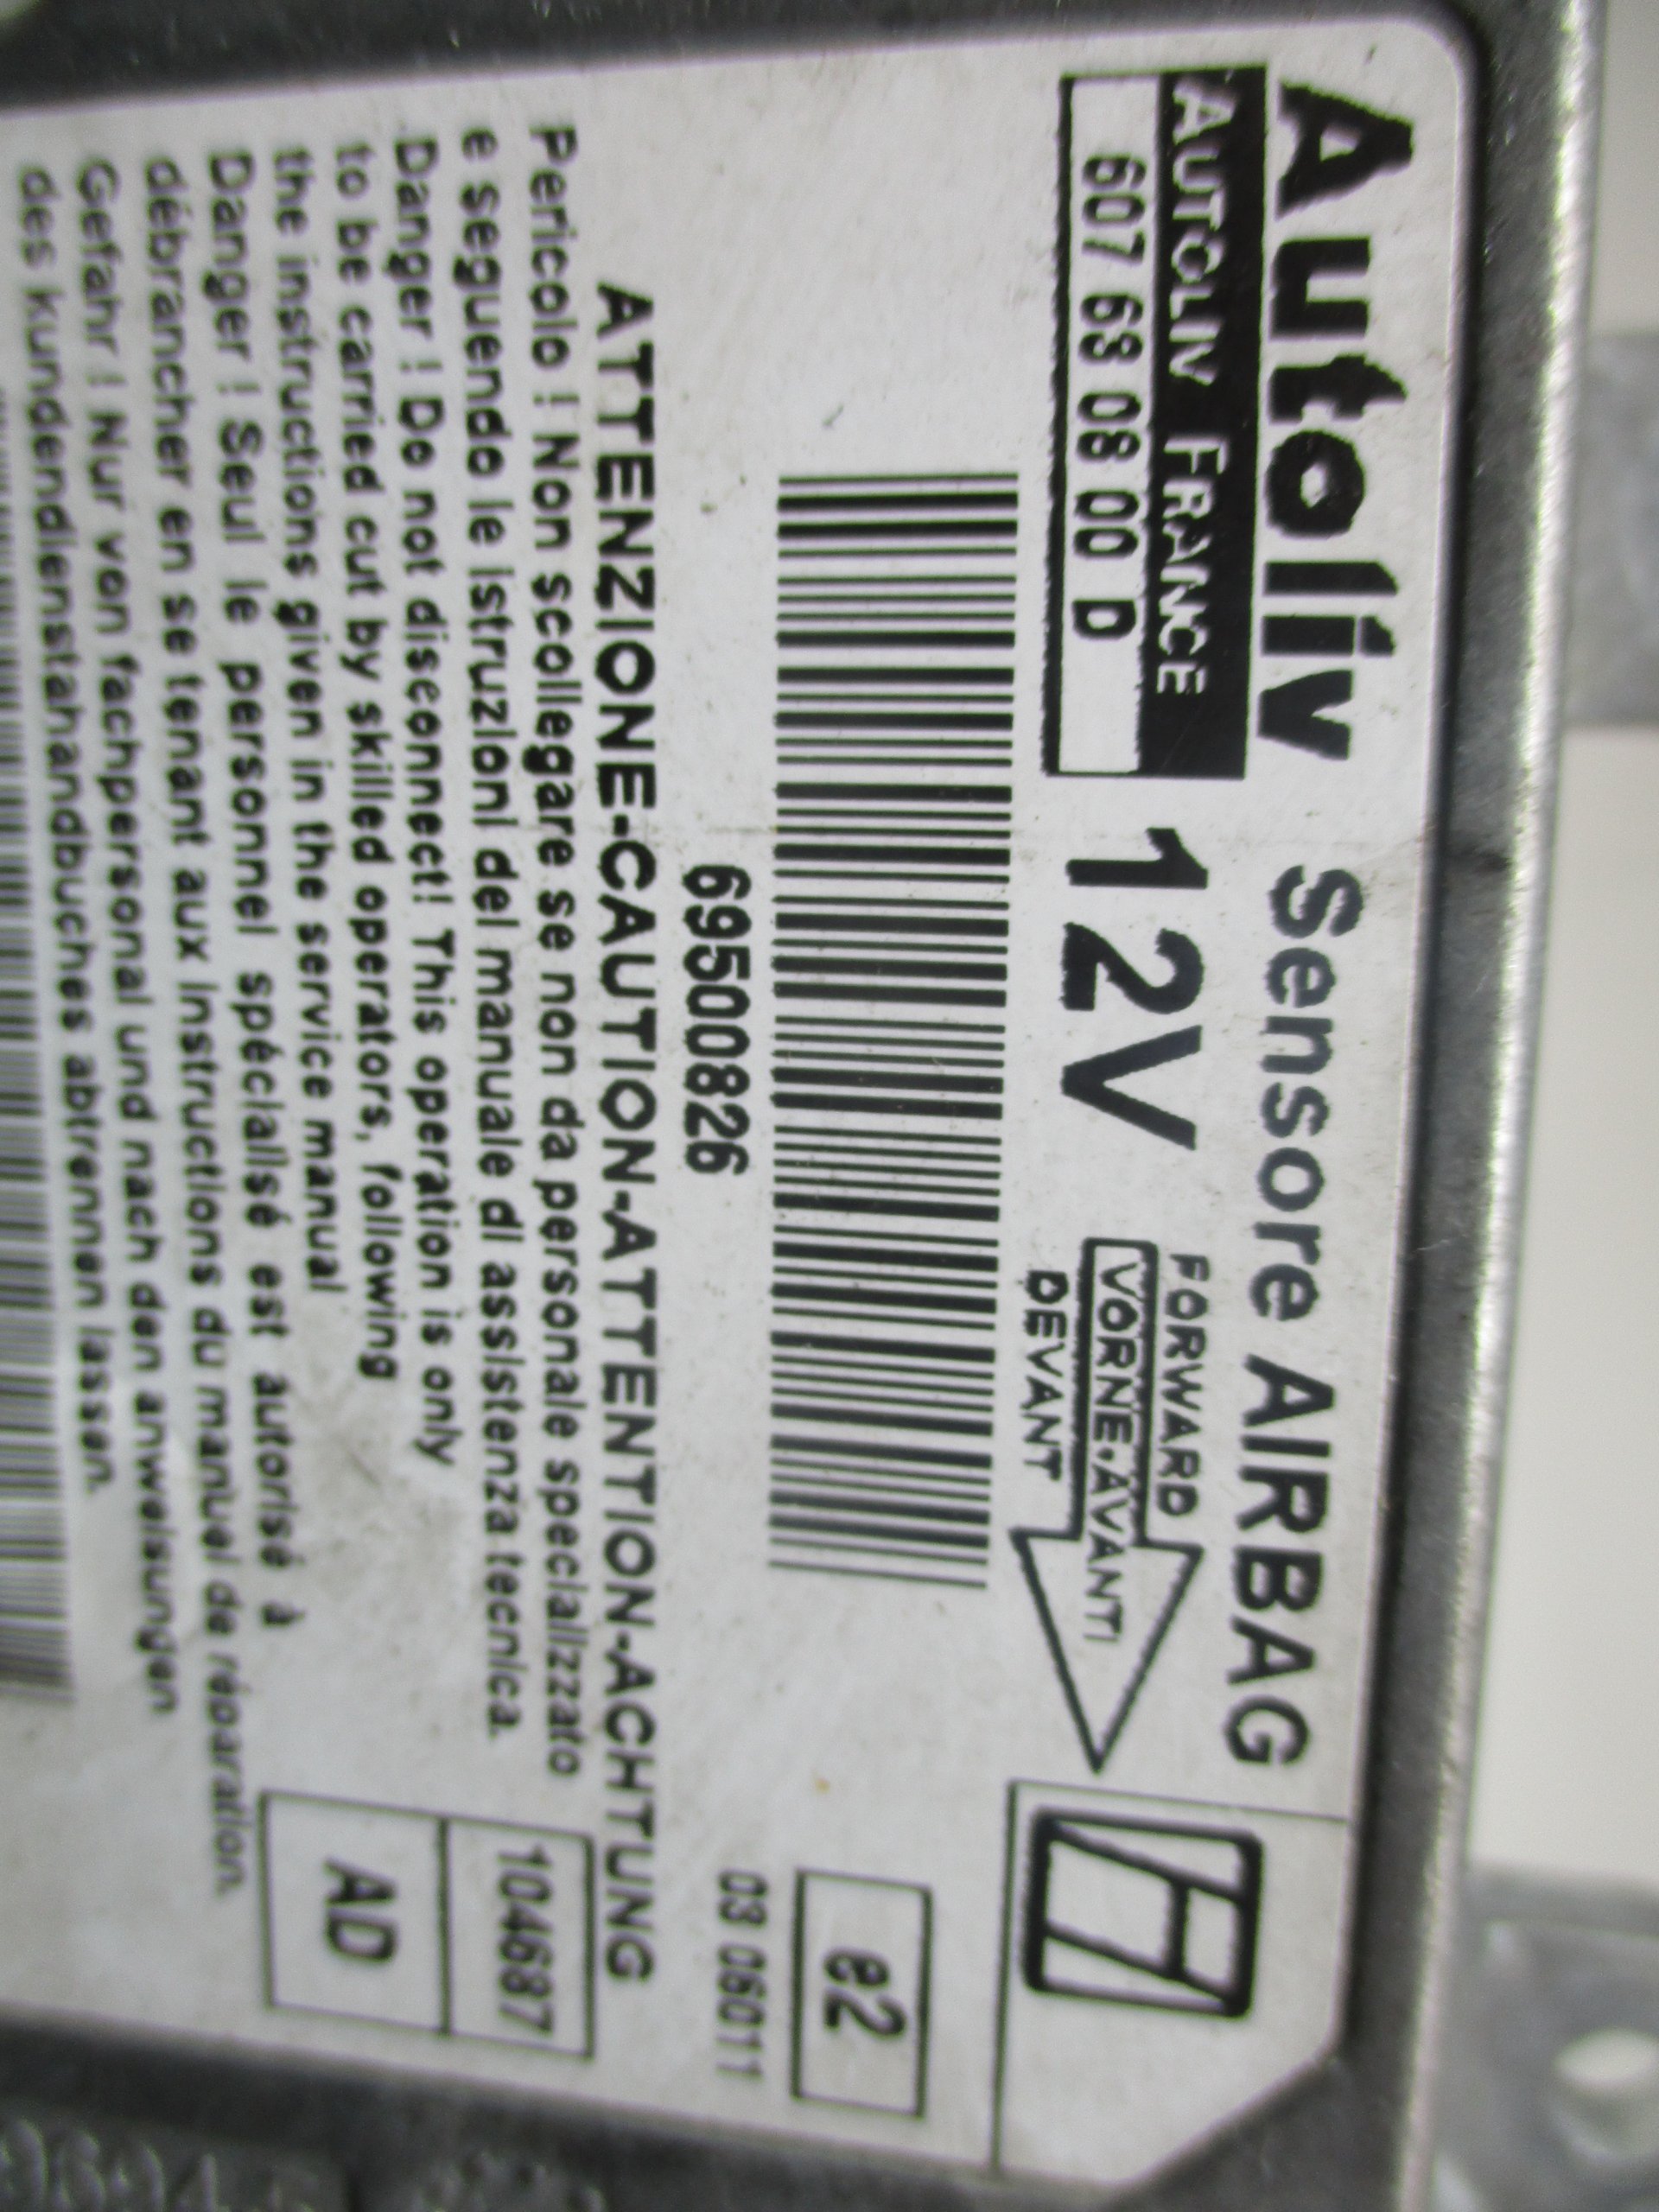 Autoliv Sensore AIRBAG
AUTOLIV FRANCE
607 63 08 00 D
12V
FORWARD
VORNE.AVANTI
DEVANT
69500826
e2
03 06011
ATTENZIONE-CAUTION-ATTENTION-ACHTUNG
Pericolo ! Non scollegare se non da personale specializzato
e seguendo le istruzioni del manuale di assistenza tecnica.
Danger ! Do not disconnect! This operation is only
to be carried cut by skilled operators, following
the instructions given in the service manual
Danger ! Seul le personnel spécialisé est autorisé à
débrancher en se tenant aux instructions du manuel de réparation.
Gefahr ! Nur von fachpersonal und nach den anweisungen
des kundendienstahandbuches abtrennen lassen.
104687
AD